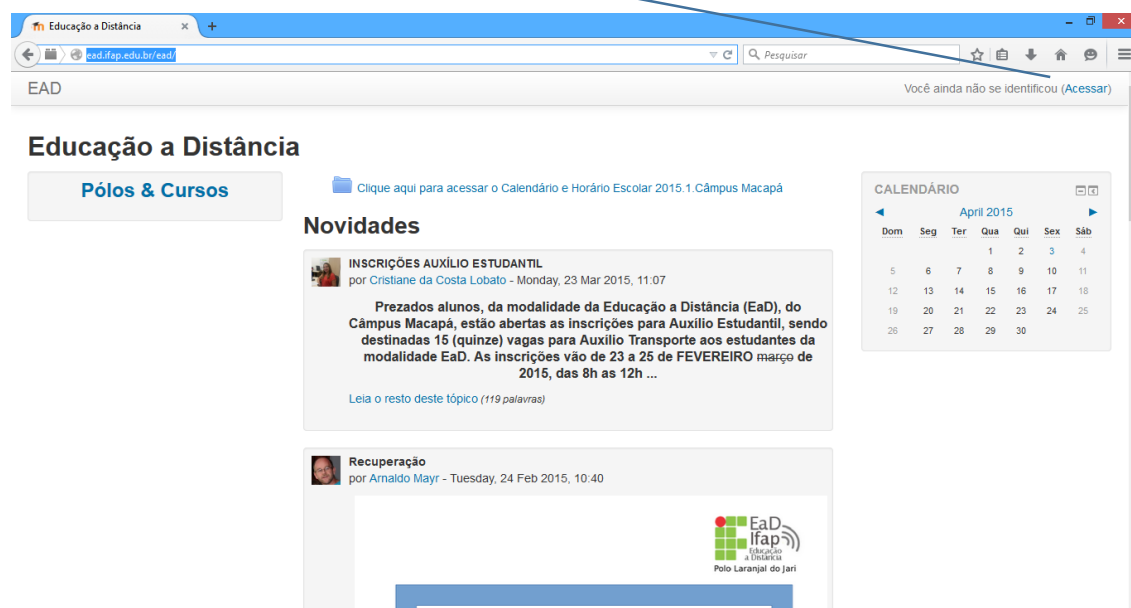 Educação a Distância
ead.ifap.edu.br/ead/
Pesquisar
EAD
Você ainda não se identificou (Acessar)
Educação a Distância
Pólos & Cursos
Clique aqui para acessar o Calendário e Horário Escolar 2015.1.Câmpus Macapá
Novidades
INSCRIÇÕES AUXÍLIO ESTUDANTIL
por Cristiane da Costa Lobato - Monday, 23 Mar 2015, 11:07
Prezados alunos, da modalidade da Educação a Distância (EaD), do
Câmpus Macapá, estão abertas as inscrições para Auxílio Estudantil, sendo
destinadas 15 (quinze) vagas para Auxílio Transporte aos estudantes da
modalidade EaD. As inscrições vão de 23 a 25 de FEVEREIRO março de
2015, das 8h as 12h ...
Leia o resto deste tópico (119 palavras)
Recuperação
por Arnaldo Mayr - Tuesday, 24 Feb 2015, 10:40
EaD
Ifap
Educação
a Distância
Polo Laranjal do Jari
CALENDÁRIO
April 2015
Dom Seg Ter Qua Qui Sex Sáb
1 2 3 4
5 6 7 8 9 10 11
12 13 14 15 16 17 18
19 20 21 22 23 24 25
26 27 28 29 30